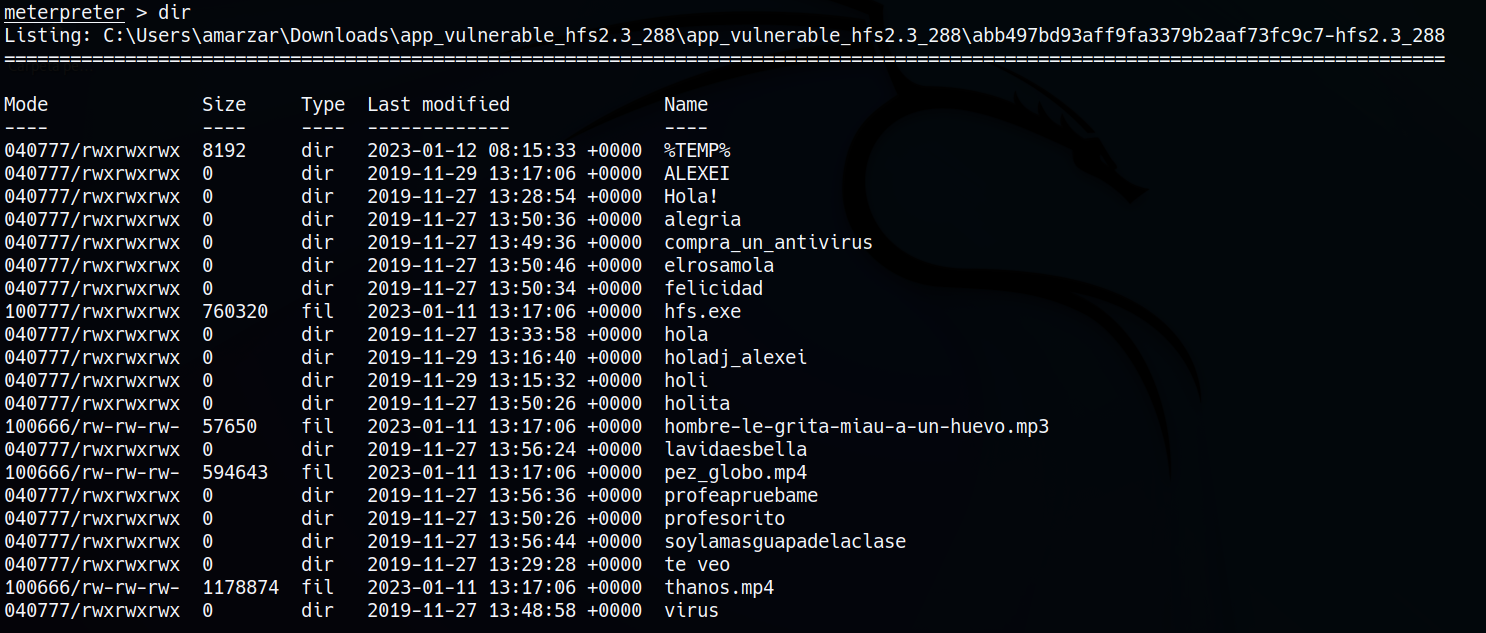 meterpreter > dir
Listing: C:\Users\amarzar\Downloads\app_vulnerable_hfs2.3_288\app_vulnerable_hfs2.3_288\abb497bd93aff9fa3379b2aaf73fc9c7-hfs2.3_288
===================================================================================================================================

Mode              Size     Type  Last modified              Name
----              ----     ----  -------------              ----
040777/rwxrwxrwx  8192     dir   2023-01-12 08:15:33 +0000  %TEMP%
040777/rwxrwxrwx  0        dir   2019-11-29 13:17:06 +0000  ALEXEI
040777/rwxrwxrwx  0        dir   2019-11-27 13:28:54 +0000  Hola!
040777/rwxrwxrwx  0        dir   2019-11-27 13:50:36 +0000  alegria
040777/rwxrwxrwx  0        dir   2019-11-27 13:49:36 +0000  compra_un_antivirus
040777/rwxrwxrwx  0        dir   2019-11-27 13:50:46 +0000  elrosamola
040777/rwxrwxrwx  0        dir   2019-11-27 13:50:34 +0000  felicidad
100777/rwxrwxrwx  760320   fil   2023-01-11 13:17:06 +0000  hfs.exe
040777/rwxrwxrwx  0        dir   2019-11-27 13:33:58 +0000  hola
040777/rwxrwxrwx  0        dir   2019-11-29 13:16:40 +0000  holadj_alexei
040777/rwxrwxrwx  0        dir   2019-11-29 13:15:32 +0000  holi
040777/rwxrwxrwx  0        dir   2019-11-27 13:50:26 +0000  holita
100666/rw-rw-rw-  57650    fil   2023-01-11 13:17:06 +0000  hombre-le-grita-miau-a-un-huevo.mp3
040777/rwxrwxrwx  0        dir   2019-11-27 13:56:24 +0000  lavidaesbella
100666/rw-rw-rw-  594643   fil   2023-01-11 13:17:06 +0000  pez_globo.mp4
040777/rwxrwxrwx  0        dir   2019-11-27 13:56:36 +0000  profeapruebame
040777/rwxrwxrwx  0        dir   2019-11-27 13:50:26 +0000  profesorito
040777/rwxrwxrwx  0        dir   2019-11-27 13:56:44 +0000  soylamasguapadelaclase
040777/rwxrwxrwx  0        dir   2019-11-27 13:29:28 +0000  te veo
100666/rw-rw-rw-  1178874  fil   2023-01-11 13:17:06 +0000  thanos.mp4
040777/rwxrwxrwx  0        dir   2019-11-27 13:48:58 +0000  virus